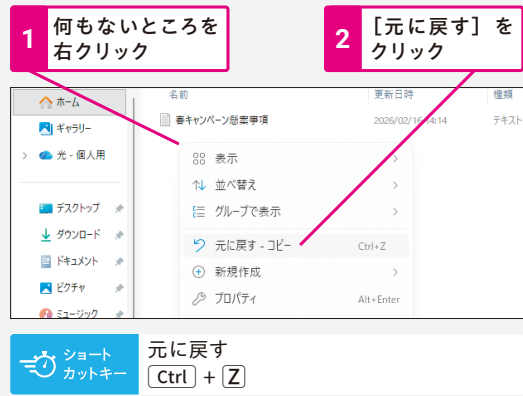 1 何もないところを
右クリック
2 [元に戻す] を
クリック
ホーム
ギャラリー
光 - 個人用
デスクトップ
ダウンロード
ドキュメント
ピクチャ
ミュージック
名前 更新日時 種類
春キャンペーン懸案事項 2026/02/16 14:14 テキスト
表示
並べ替え
グループで表示
元に戻す - コピー Ctrl+Z
新規作成
プロパティ Alt+Enter
ショート
カットキー
元に戻す
Ctrl + Z